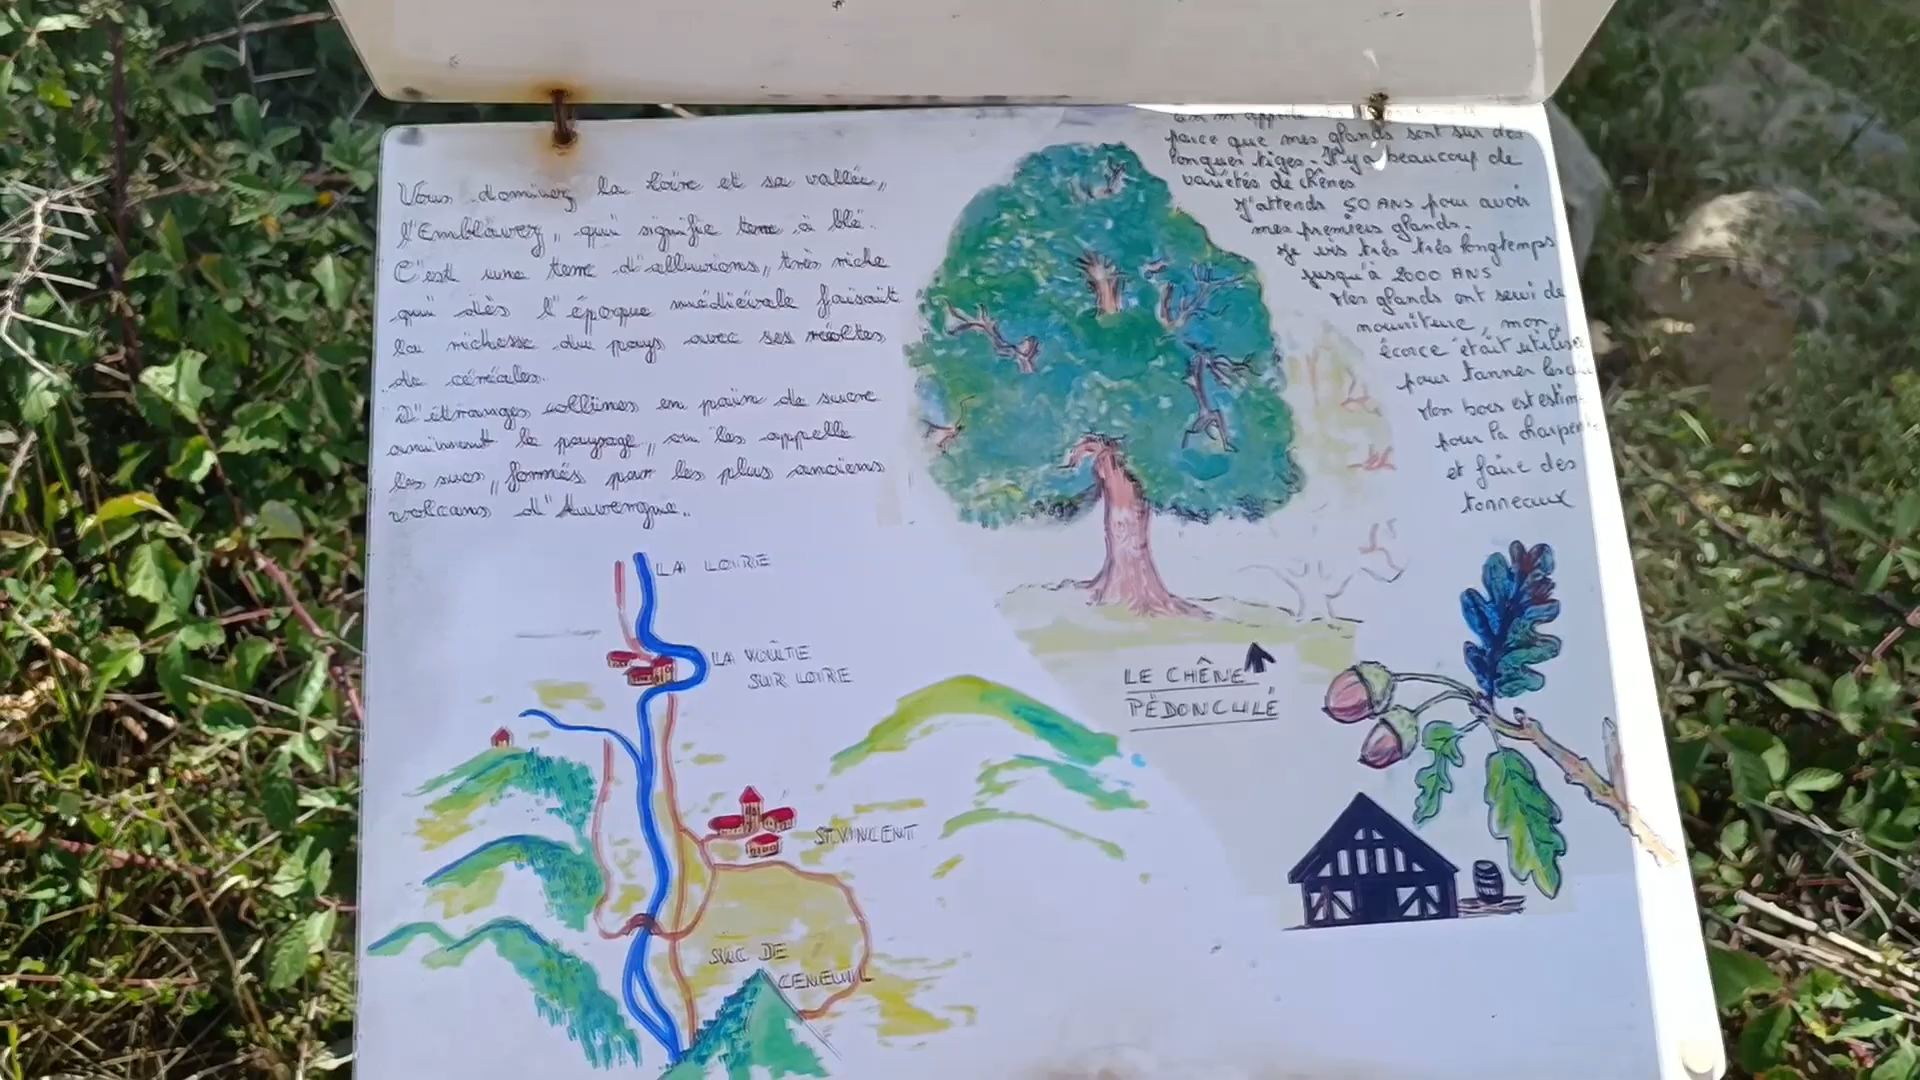 Vous dominez la Loire et sa vallée,
l'Emblavez, qui signifie terre à blé.
C'est une terre d'alluvions, très riche
qui dès l'époque médiévale faisait
la richesse du pays avec ses récoltes
de céréales.
D'étranges collines en pain de sucre
animent le paysage, on les appelle
les sucs, formés par les plus anciens
volcans d'Auvergne.
LA LOIRE
LA VOÛTE
SUR LOIRE
ST VINCENT
SUC DE
CENEUIL
on m'appelle
parce que mes glands sont sur des
longues tiges. Il y a beaucoup de
variétés de chênes
J'attends 50 ANS pour avoir
mes premiers glands.
Je vis très très longtemps
jusqu'à 2000 ANS
Mes glands ont servi de
nourriture, mon
écorce était utilisé
pour tanner les
Mon bois est estim
pour la charpente
et faire des
tonneaux
LE CHÊNE
PÉDONCULÉ